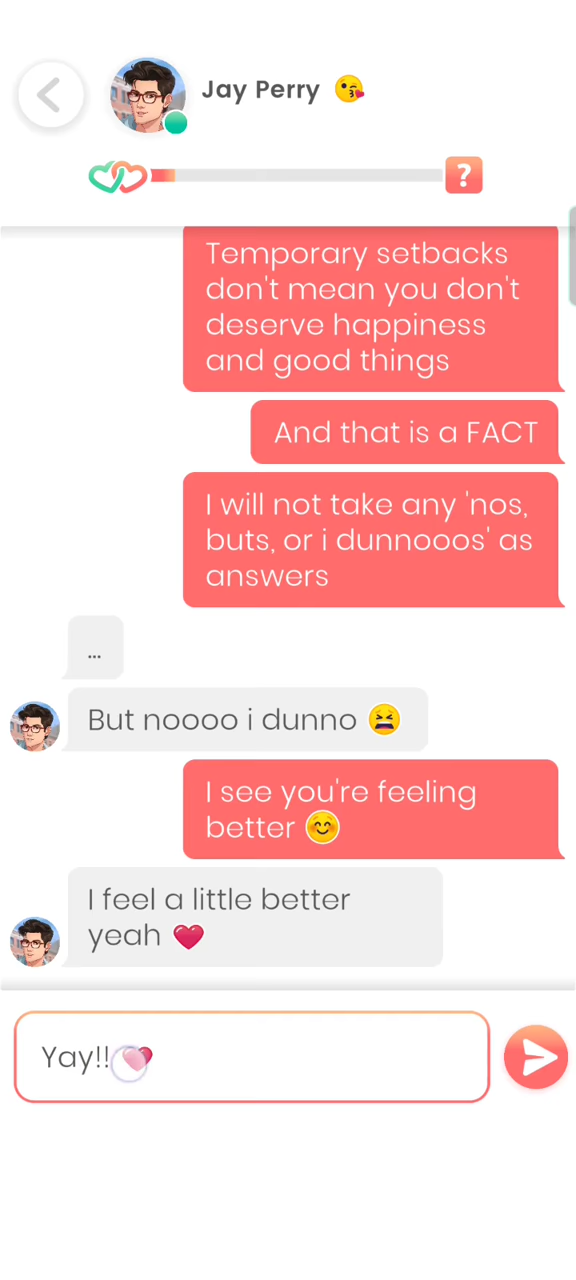 Jay Perry 😘
?
Temporary setbacks
don't mean you don't
deserve happiness
and good things
And that is a FACT
I will not take any 'nos,
buts, or i dunnooos' as
answers
...
But noooo i dunno 😫
I see you're feeling
better 😊
I feel a little better
yeah ❤️
Yay!!💕